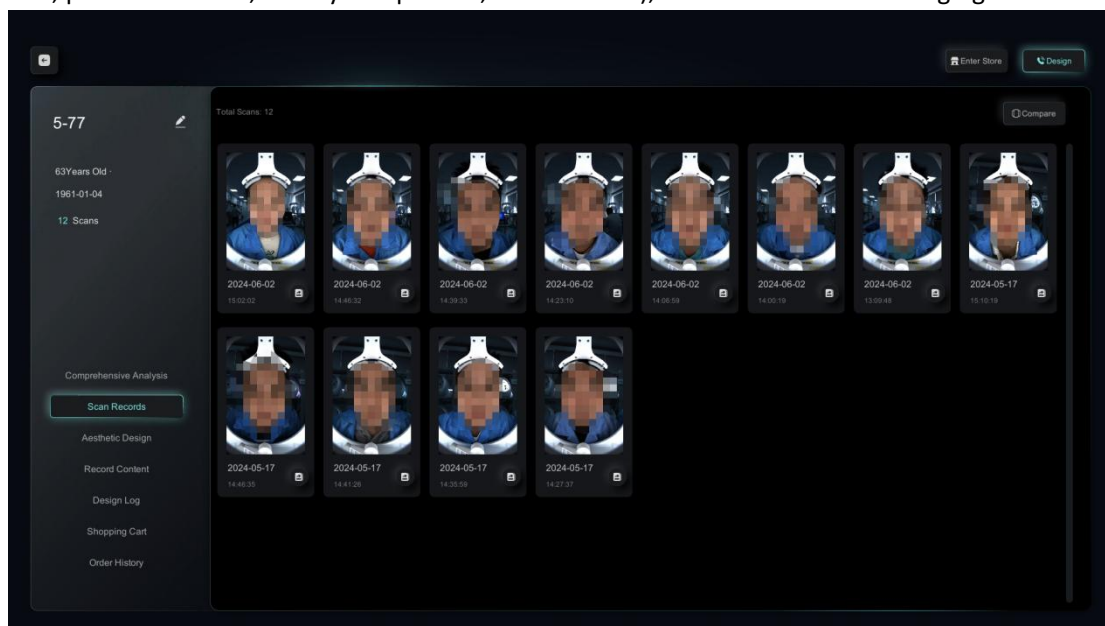 Enter Store
Design
5-77
Total Scans: 12
Compare
63Years Old ·
1961-01-04
12 Scans
2024-06-02
15:02:02
2024-06-02
14:46:32
2024-06-02
14:39:33
2024-06-02
14:23:10
2024-06-02
14:06:59
2024-06-02
14:00:19
2024-06-02
13:09:48
2024-05-17
15:10:19
Comprehensive Analysis
Scan Records
Aesthetic Design
Record Content
Design Log
Shopping Cart
Order History
2024-05-17
14:46:35
2024-05-17
14:41:26
2024-05-17
14:35:59
2024-05-17
14:27:37